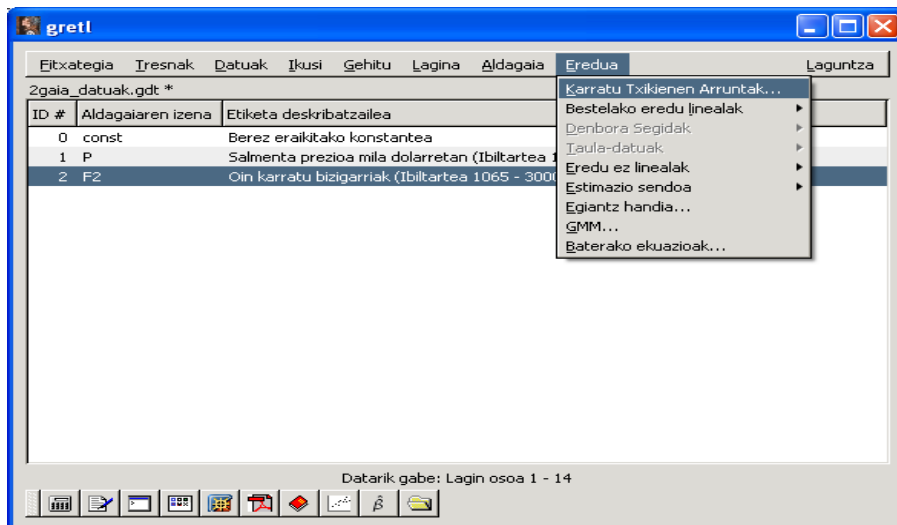 gretl
Fitxategia Tresnak Datuak Ikusi Gehitu Lagina Aldagaia Eredua Laguntza
2gaia_datuak.gdt *
ID # Aldagaiaren izena Etiketa deskribatzailea
0 const Berez eraikitako konstantea
1 P Salmenta prezioa mila dolarretan (Ibiltartea 1
2 F2 Oin karratu bizigarriak (Ibiltartea 1065 - 3000
Karratu Txikienen Arruntak...
Bestelako eredu linealak
Denbora Segidak
Taula-datuak
Eredu ez linealak
Estimazio sendoa
Egiantz handia...
GMM...
Baterako ekuazioak...
Datarik gabe: Lagin osoa 1 - 14
β̂